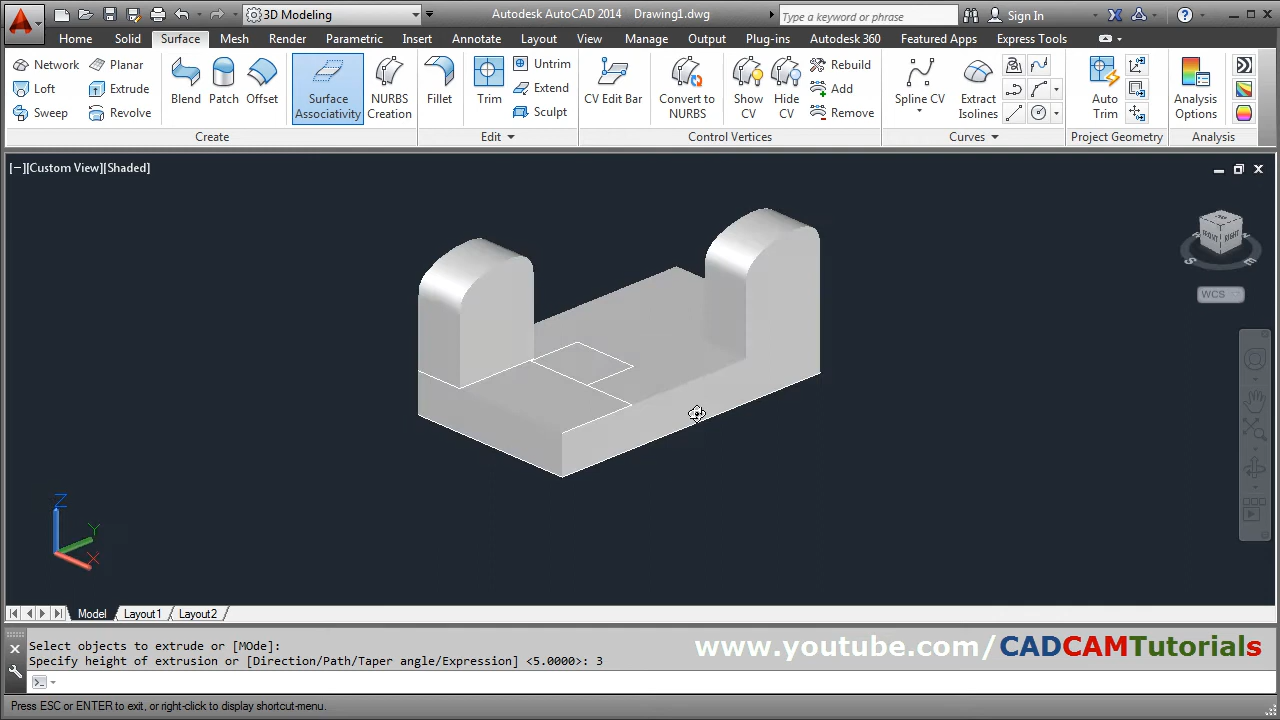 3D Modeling
Autodesk AutoCAD 2014 Drawing1.dwg
Type a keyword or phrase
Sign In
Home Solid Surface Mesh Render Parametric Insert Annotate Layout View Manage Output Plug-ins Autodesk 360 Featured Apps Express Tools
Network Planar
Loft Extrude
Sweep Revolve
Blend Patch Offset
Surface Associativity
NURBS Creation
Fillet
Trim
Untrim
Extend
Sculpt
CV Edit Bar
Convert to NURBS
Show CV
Hide CV
Rebuild
Add
Remove
Spline CV
Extract Isolines
Auto Trim
Analysis Options
Create Edit Control Vertices Curves Project Geometry Analysis
[−][Custom View][Shaded]
FRONT RIGHT
S E
WCS
Z
Y
X
Model Layout1 Layout2
Select objects to extrude or [MOde]:
Specify height of extrusion or [Direction/Path/Taper angle/Expression] <5.0000>: 3
www.youtube.com/CADCAMTutorials
Press ESC or ENTER to exit, or right-click to display shortcut-menu.